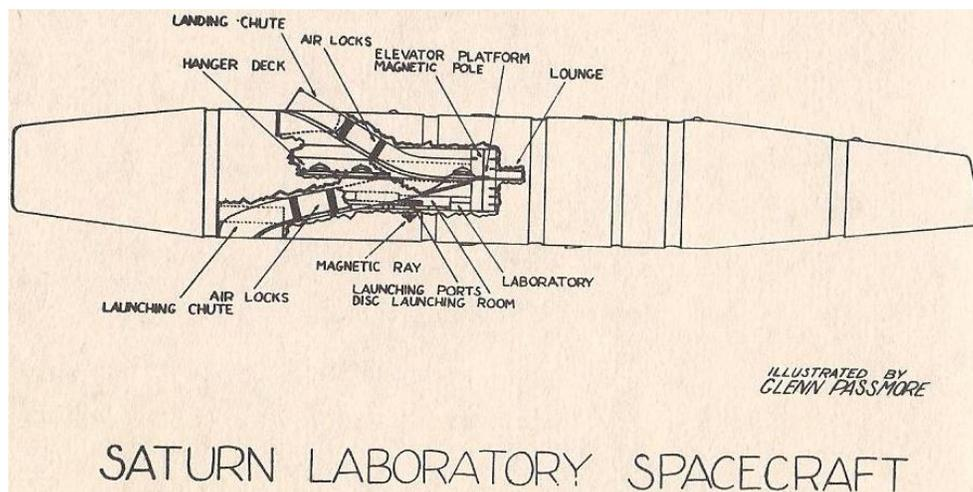 LANDING CHUTE
AIR LOCKS
HANGER DECK
ELEVATOR PLATFORM
MAGNETIC POLE
LOUNGE
MAGNETIC RAY
LABORATORY
LAUNCHING PORTS
DISC LAUNCHING ROOM
AIR LOCKS
LAUNCHING CHUTE
ILLUSTRATED BY
GLENN PASSMORE
SATURN LABORATORY SPACECRAFT